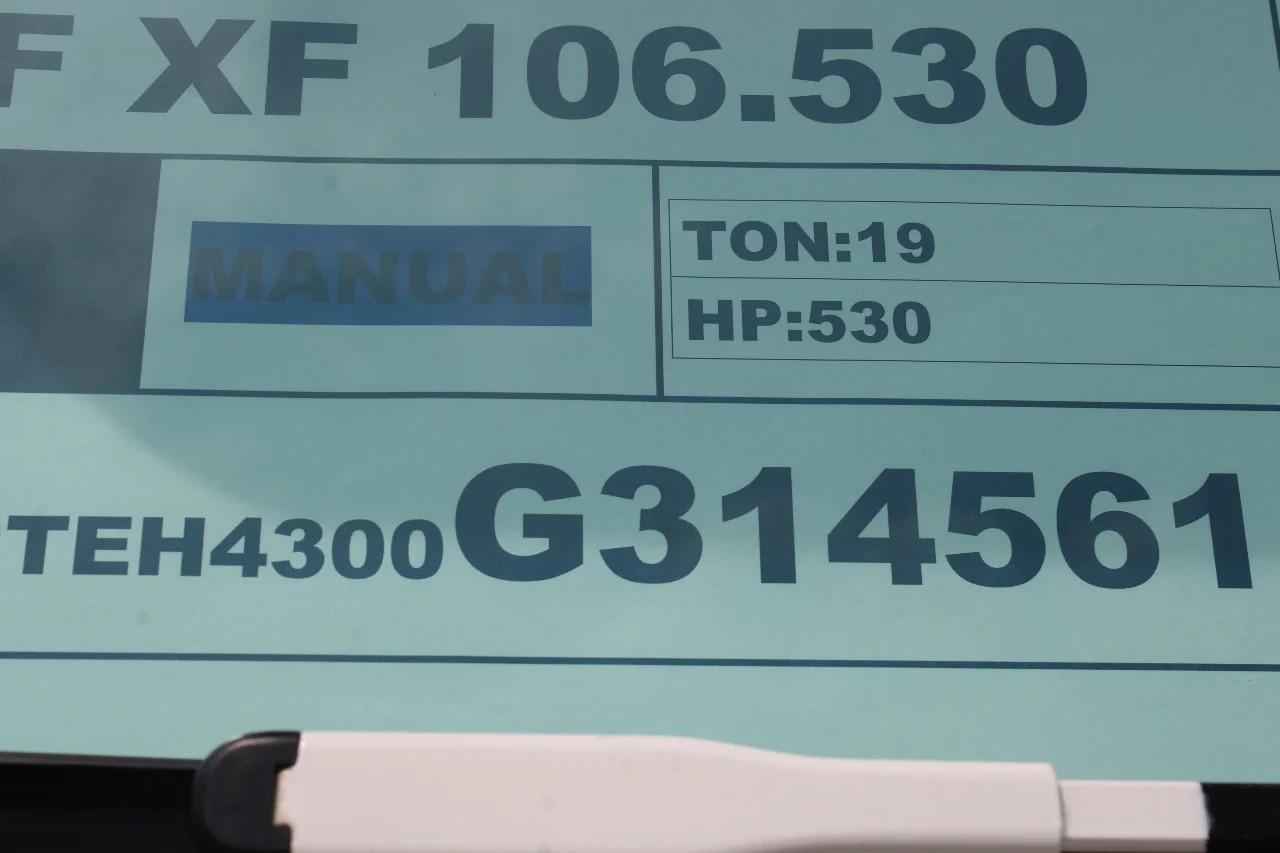 F XF 106.530
MANUAL
TON:19
HP:530
TEH4300G314561